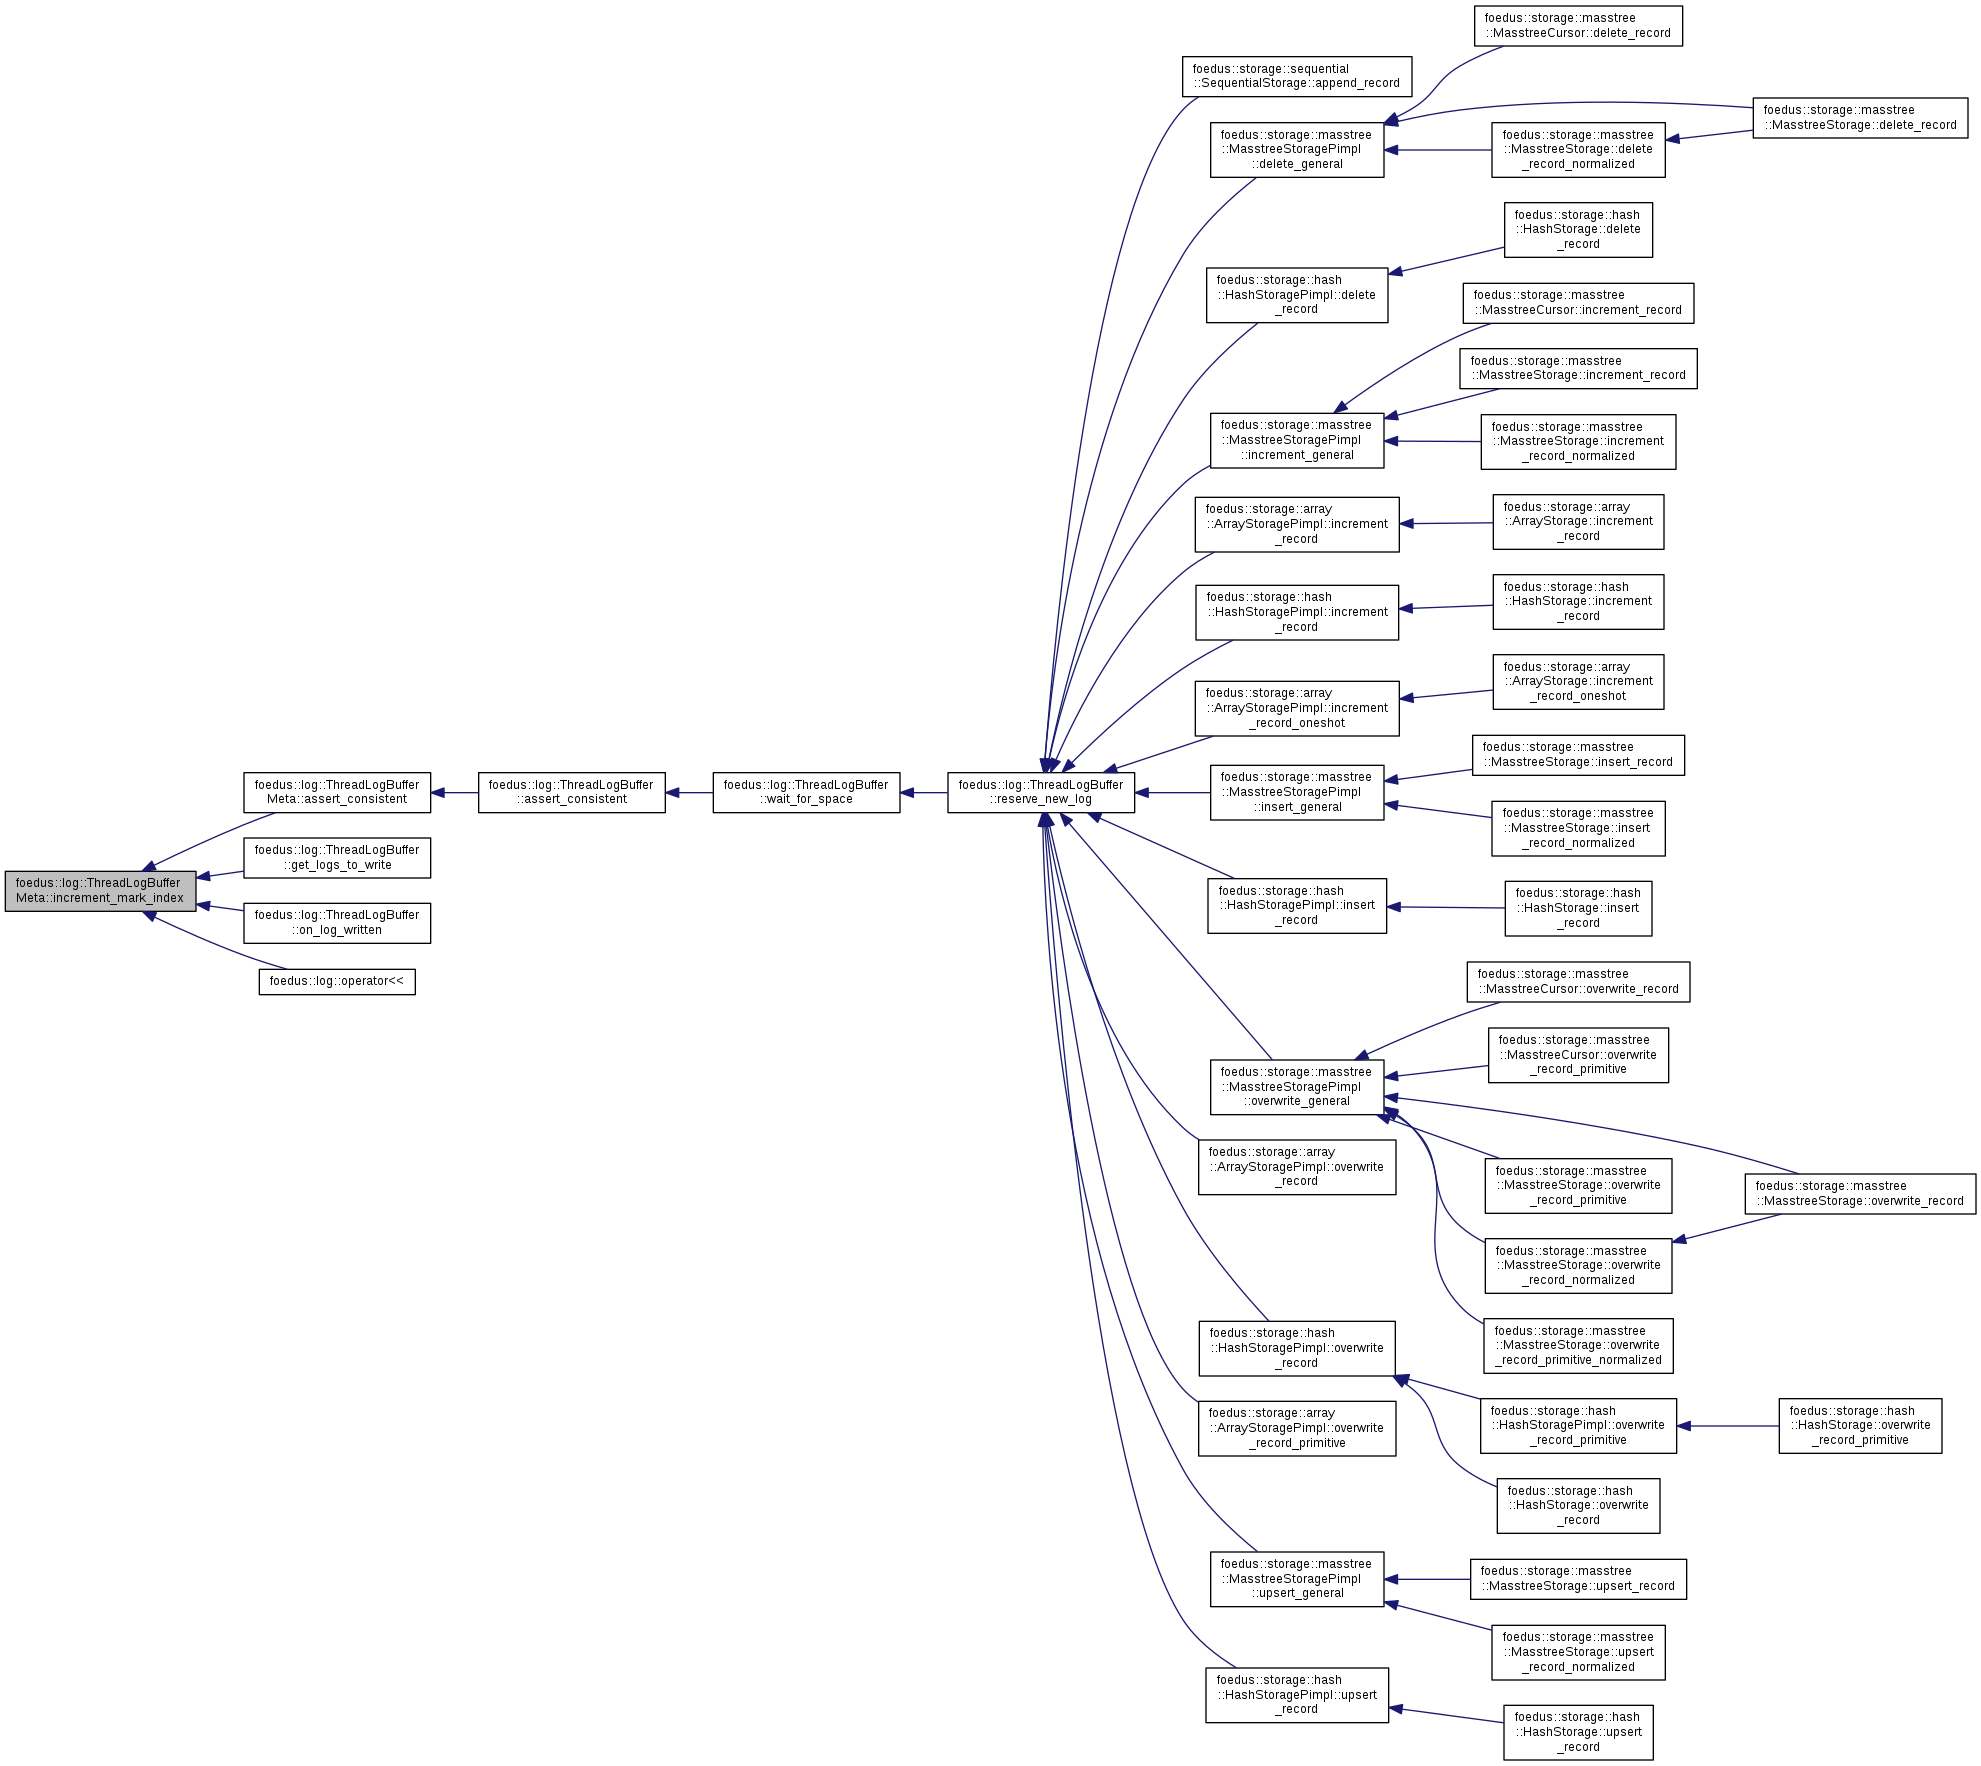 foedus::log::ThreadLogBuffer
Meta::increment_mark_index
foedus::log::ThreadLogBuffer
Meta::assert_consistent
foedus::log::ThreadLogBuffer
::get_logs_to_write
foedus::log::ThreadLogBuffer
::on_log_written
foedus::log::operator<<
foedus::log::ThreadLogBuffer
::assert_consistent
foedus::log::ThreadLogBuffer
::wait_for_space
foedus::log::ThreadLogBuffer
::reserve_new_log
foedus::storage::sequential
::SequentialStorage::append_record
foedus::storage::masstree
::MasstreeStoragePimpl
::delete_general
foedus::storage::hash
::HashStoragePimpl::delete
_record
foedus::storage::masstree
::MasstreeStoragePimpl
::increment_general
foedus::storage::array
::ArrayStoragePimpl::increment
_record
foedus::storage::hash
::HashStoragePimpl::increment
_record
foedus::storage::array
::ArrayStoragePimpl::increment
_record_oneshot
foedus::storage::masstree
::MasstreeStoragePimpl
::insert_general
foedus::storage::hash
::HashStoragePimpl::insert
_record
foedus::storage::masstree
::MasstreeStoragePimpl
::overwrite_general
foedus::storage::array
::ArrayStoragePimpl::overwrite
_record
foedus::storage::hash
::HashStoragePimpl::overwrite
_record
foedus::storage::array
::ArrayStoragePimpl::overwrite
_record_primitive
foedus::storage::masstree
::MasstreeStoragePimpl
::upsert_general
foedus::storage::hash
::HashStoragePimpl::upsert
_record
foedus::storage::masstree
::MasstreeCursor::delete_record
foedus::storage::masstree
::MasstreeStorage::delete
_record_normalized
foedus::storage::hash
::HashStorage::delete
_record
foedus::storage::masstree
::MasstreeCursor::increment_record
foedus::storage::masstree
::MasstreeStorage::increment_record
foedus::storage::masstree
::MasstreeStorage::increment
_record_normalized
foedus::storage::array
::ArrayStorage::increment
_record
foedus::storage::hash
::HashStorage::increment
_record
foedus::storage::array
::ArrayStorage::increment
_record_oneshot
foedus::storage::masstree
::MasstreeStorage::insert_record
foedus::storage::masstree
::MasstreeStorage::insert
_record_normalized
foedus::storage::hash
::HashStorage::insert
_record
foedus::storage::masstree
::MasstreeCursor::overwrite_record
foedus::storage::masstree
::MasstreeCursor::overwrite
_record_primitive
foedus::storage::masstree
::MasstreeStorage::overwrite
_record_primitive
foedus::storage::masstree
::MasstreeStorage::overwrite
_record_normalized
foedus::storage::masstree
::MasstreeStorage::overwrite
_record_primitive_normalized
foedus::storage::hash
::HashStoragePimpl::overwrite
_record_primitive
foedus::storage::hash
::HashStorage::overwrite
_record
foedus::storage::masstree
::MasstreeStorage::upsert_record
foedus::storage::masstree
::MasstreeStorage::upsert
_record_normalized
foedus::storage::hash
::HashStorage::upsert
_record
foedus::storage::masstree
::MasstreeStorage::delete_record
foedus::storage::masstree
::MasstreeStorage::overwrite_record
foedus::storage::hash
::HashStorage::overwrite
_record_primitive